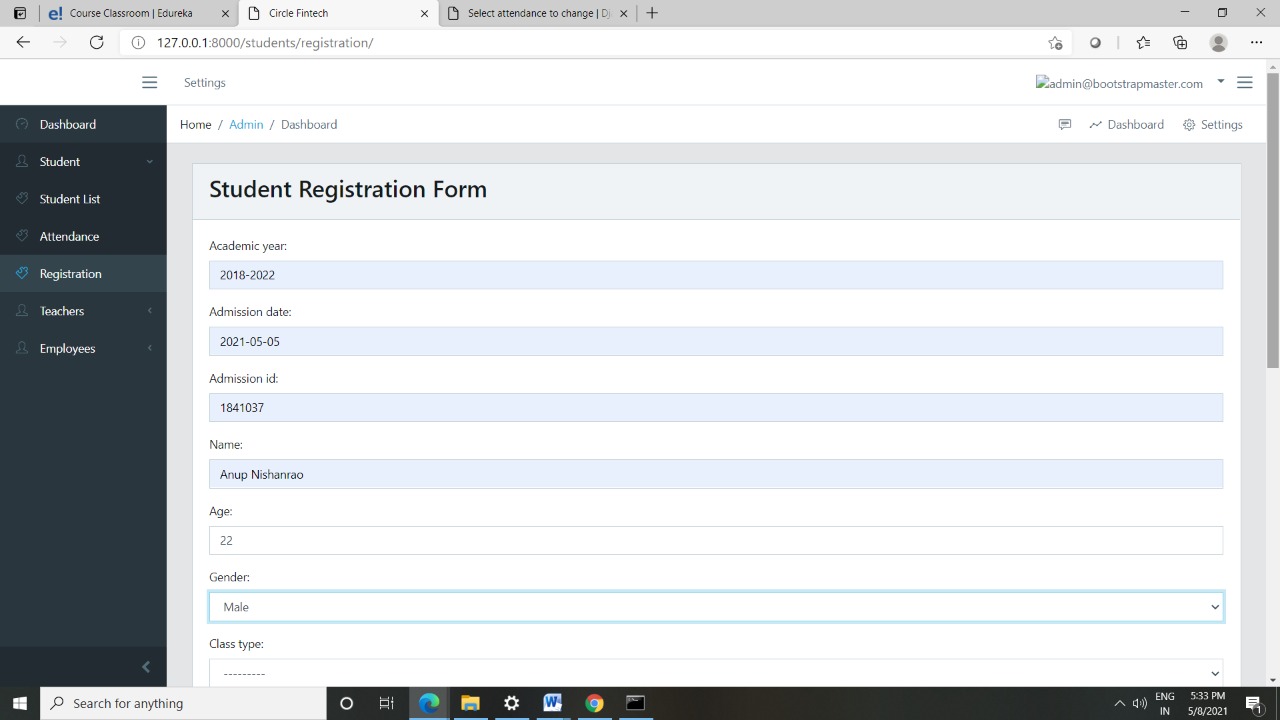 Course Classroom | Edureka
Circle Fintech
Select attendance to change | Dj
127.0.0.1:8000/students/registration/
Settings
admin@bootstrapmaster.com
Dashboard
Home / Admin / Dashboard
Dashboard
Settings
Student
Student List
Attendance
Registration
Teachers
Employees
Student Registration Form
Academic year:
2018-2022
Admission date:
2021-05-05
Admission id:
1841037
Name:
Anup Nishanrao
Age:
22
Gender:
Male
Class type:
---------
Search for anything
ENG
IN
5:33 PM
5/8/2021
1